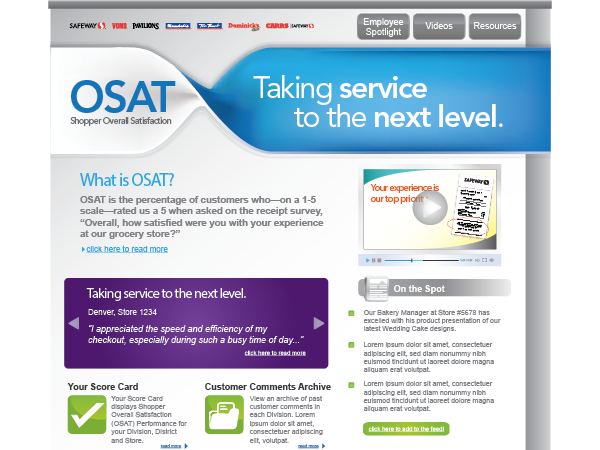 SAFEWAY VONS PAVILIONS Randalls Tom Thumb Dominick's CARRS SAFEWAY
Employee Spotlight
Videos
Resources
OSAT
Shopper Overall Satisfaction
Taking service
to the next level.
What is OSAT?
OSAT is the percentage of customers who—on a 1-5
scale—rated us a 5 when asked on the receipt survey,
“Overall, how satisfied were you with your experience
at our grocery store?”
click here to read more
Your experience is
our top priorit
SAFEWAY
Taking service to the next level.
Denver, Store 1234
“I appreciated the speed and efficiency of my
checkout, especially during such a busy time of day...”
click here to read more
On the Spot
Our Bakery Manager at Store #5678 has
excelled with his product presentation of our
latest Wedding Cake designs.
Lorem ipsum dolor sit amet, consectetuer
adipiscing elit, sed diam nonummy nibh
euismod tincidunt ut laoreet dolore magna
aliquam erat volutpat.
Lorem ipsum dolor sit amet, consectetuer
adipiscing elit, sed diam nonummy nibh
euismod tincidunt ut laoreet dolore magna
aliquam erat volutpat.
click here to add to the feed!
Your Score Card
Your Score Card
displays Shopper
Overall Satisfaction
(OSAT) Performance for
your Division, District
and Store.
read more
Customer Comments Archive
View an archive of past
customer comments in
each Division. Lorem
ipsum dolor sit amet,
consectetuer adipiscing
elit, volutpat.
read more